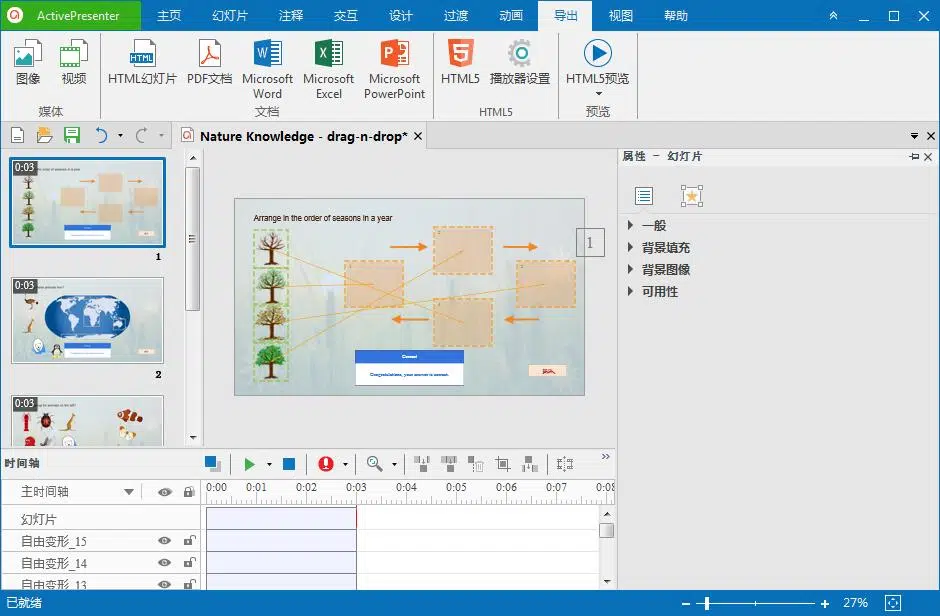 ActivePresenter 主页 幻灯片 注释 交互 设计 过渡 动画 导出 视图 帮助
图像 视频 HTML幻灯片 PDF文档 Microsoft Word Microsoft Excel Microsoft PowerPoint HTML5 播放器设置 HTML5预览
媒体 文档 HTML5 预览
Nature Knowledge - drag-n-drop*
属性 - 幻灯片
0:03
1
0:03
2
0:03
Arrange in the order of seasons in a year
1
Correct
Congratulations, your answer is correct.
一般
背景填充
背景图像
可用性
时间轴
主时间轴 0:00 0:01 0:02 0:03 0:04 0:05 0:06 0:07 0:08
幻灯片
自由变形_15
自由变形_14
自由变形_13
已就绪 27%